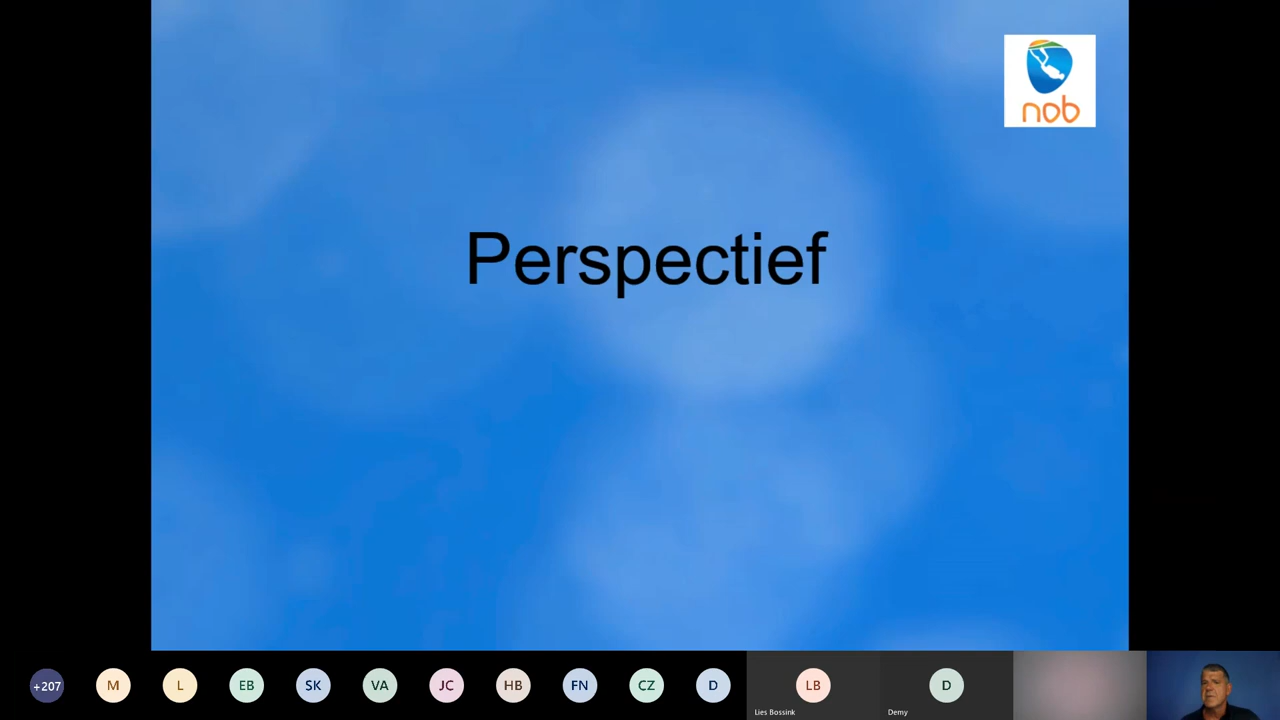 nob
Perspectief
+207
M
L
EB
SK
VA
JC
HB
FN
CZ
D
LB
D
Lies Bossink
Demy